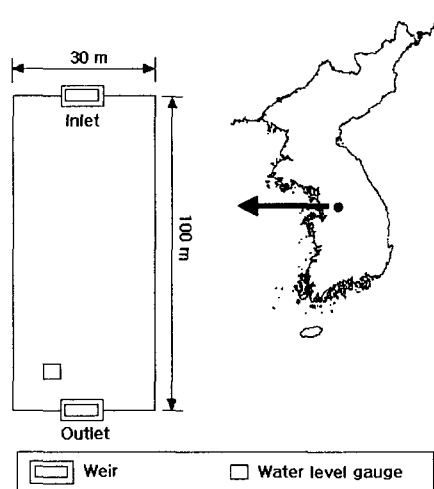 30 m
Inlet
100 m
Outlet
Weir
Water level gauge